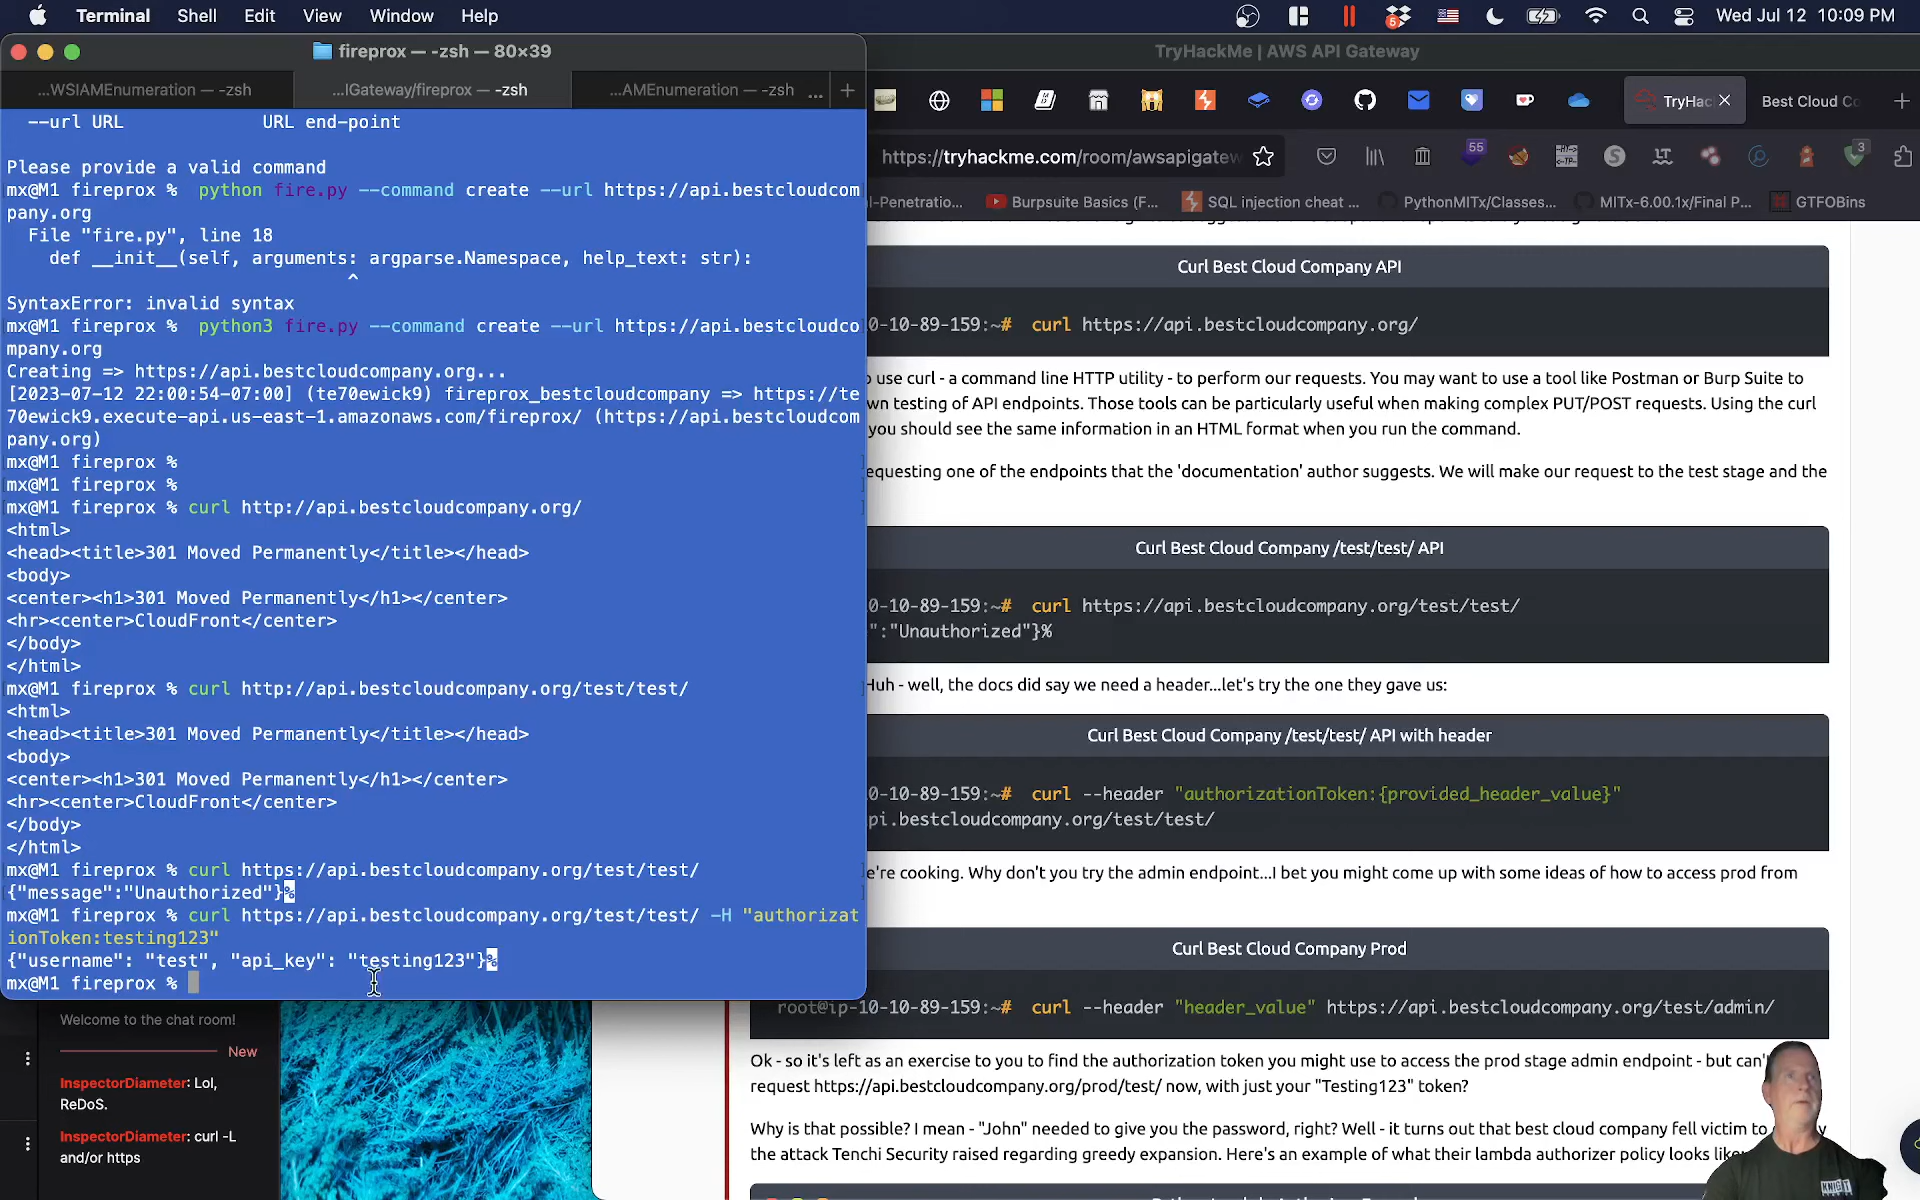 Terminal Shell Edit View Window Help
5
Wed Jul 12 10:09 PM
fireprox — -zsh — 80×39
TryHackMe | AWS API Gateway
...WSIAMEnumeration — -zsh
...IGateway/fireprox — -zsh
...AMEnumeration — -zsh ...
TryHac
Best Cloud Co
https://tryhackme.com/room/awsapigatew
55
3
l-Penetratio...
Burpsuite Basics (F...
SQL injection cheat ...
PythonMITx/Classes...
MITx-6.00.1x/Final P...
GTFOBins
--url URL URL end-point
Please provide a valid command
mx@M1 fireprox % python fire.py --command create --url https://api.bestcloudcom
pany.org
File "fire.py", line 18
def __init__(self, arguments: argparse.Namespace, help_text: str):
^
SyntaxError: invalid syntax
mx@M1 fireprox % python3 fire.py --command create --url https://api.bestcloudco
mpany.org
Creating => https://api.bestcloudcompany.org...
[2023-07-12 22:00:54-07:00] (te70ewick9) fireprox_bestcloudcompany => https://te
70ewick9.execute-api.us-east-1.amazonaws.com/fireprox/ (https://api.bestcloudcom
pany.org)
mx@M1 fireprox %
mx@M1 fireprox %
mx@M1 fireprox % curl http://api.bestcloudcompany.org/
<html>
<head><title>301 Moved Permanently</title></head>
<body>
<center><h1>301 Moved Permanently</h1></center>
<hr><center>CloudFront</center>
</body>
</html>
mx@M1 fireprox % curl http://api.bestcloudcompany.org/test/test/
<html>
<head><title>301 Moved Permanently</title></head>
<body>
<center><h1>301 Moved Permanently</h1></center>
<hr><center>CloudFront</center>
</body>
</html>
mx@M1 fireprox % curl https://api.bestcloudcompany.org/test/test/
{"message":"Unauthorized"}%
mx@M1 fireprox % curl https://api.bestcloudcompany.org/test/test/ -H "authorizat
ionToken:testing123"
{"username": "test", "api_key": "testing123"}%
mx@M1 fireprox %
Curl Best Cloud Company API
0-10-89-159:~# curl https://api.bestcloudcompany.org/
o use curl - a command line HTTP utility - to perform our requests. You may want to use a tool like Postman or Burp Suite to
wn testing of API endpoints. Those tools can be particularly useful when making complex PUT/POST requests. Using the curl
you should see the same information in an HTML format when you run the command.
equesting one of the endpoints that the 'documentation' author suggests. We will make our request to the test stage and the
Curl Best Cloud Company /test/test/ API
0-10-89-159:~# curl https://api.bestcloudcompany.org/test/test/
":"Unauthorized"}%
Huh - well, the docs did say we need a header...let's try the one they gave us:
Curl Best Cloud Company /test/test/ API with header
0-10-89-159:~# curl --header "authorizationToken:{provided_header_value}"
pi.bestcloudcompany.org/test/test/
e're cooking. Why don't you try the admin endpoint...I bet you might come up with some ideas of how to access prod from
Curl Best Cloud Company Prod
root@ip-10-10-89-159:~# curl --header "header_value" https://api.bestcloudcompany.org/test/admin/
Ok - so it's left as an exercise to you to find the authorization token you might use to access the prod stage admin endpoint - but can't
request https://api.bestcloudcompany.org/prod/test/ now, with just your "Testing123" token?
Why is that possible? I mean - "John" needed to give you the password, right? Well - it turns out that best cloud company fell victim to
the attack Tenchi Security raised regarding greedy expansion. Here's an example of what their lambda authorizer policy looks like
Welcome to the chat room!
New
InspectorDiameter: Lol,
ReDoS.
InspectorDiameter: curl -L
and/or https